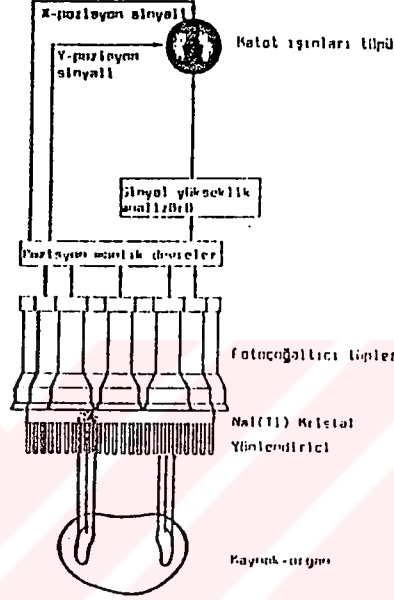 X-pozisyon sinyali
Y-pozisyon
sinyali
Katot ışınları tüpü
Sinyal yükseklik
analizörü
Pozisyon mantık devreler
Fotoçoğaltıcı tüpler
NaI(Tl) Kristal
Yönlendirici
Kaynak-organ